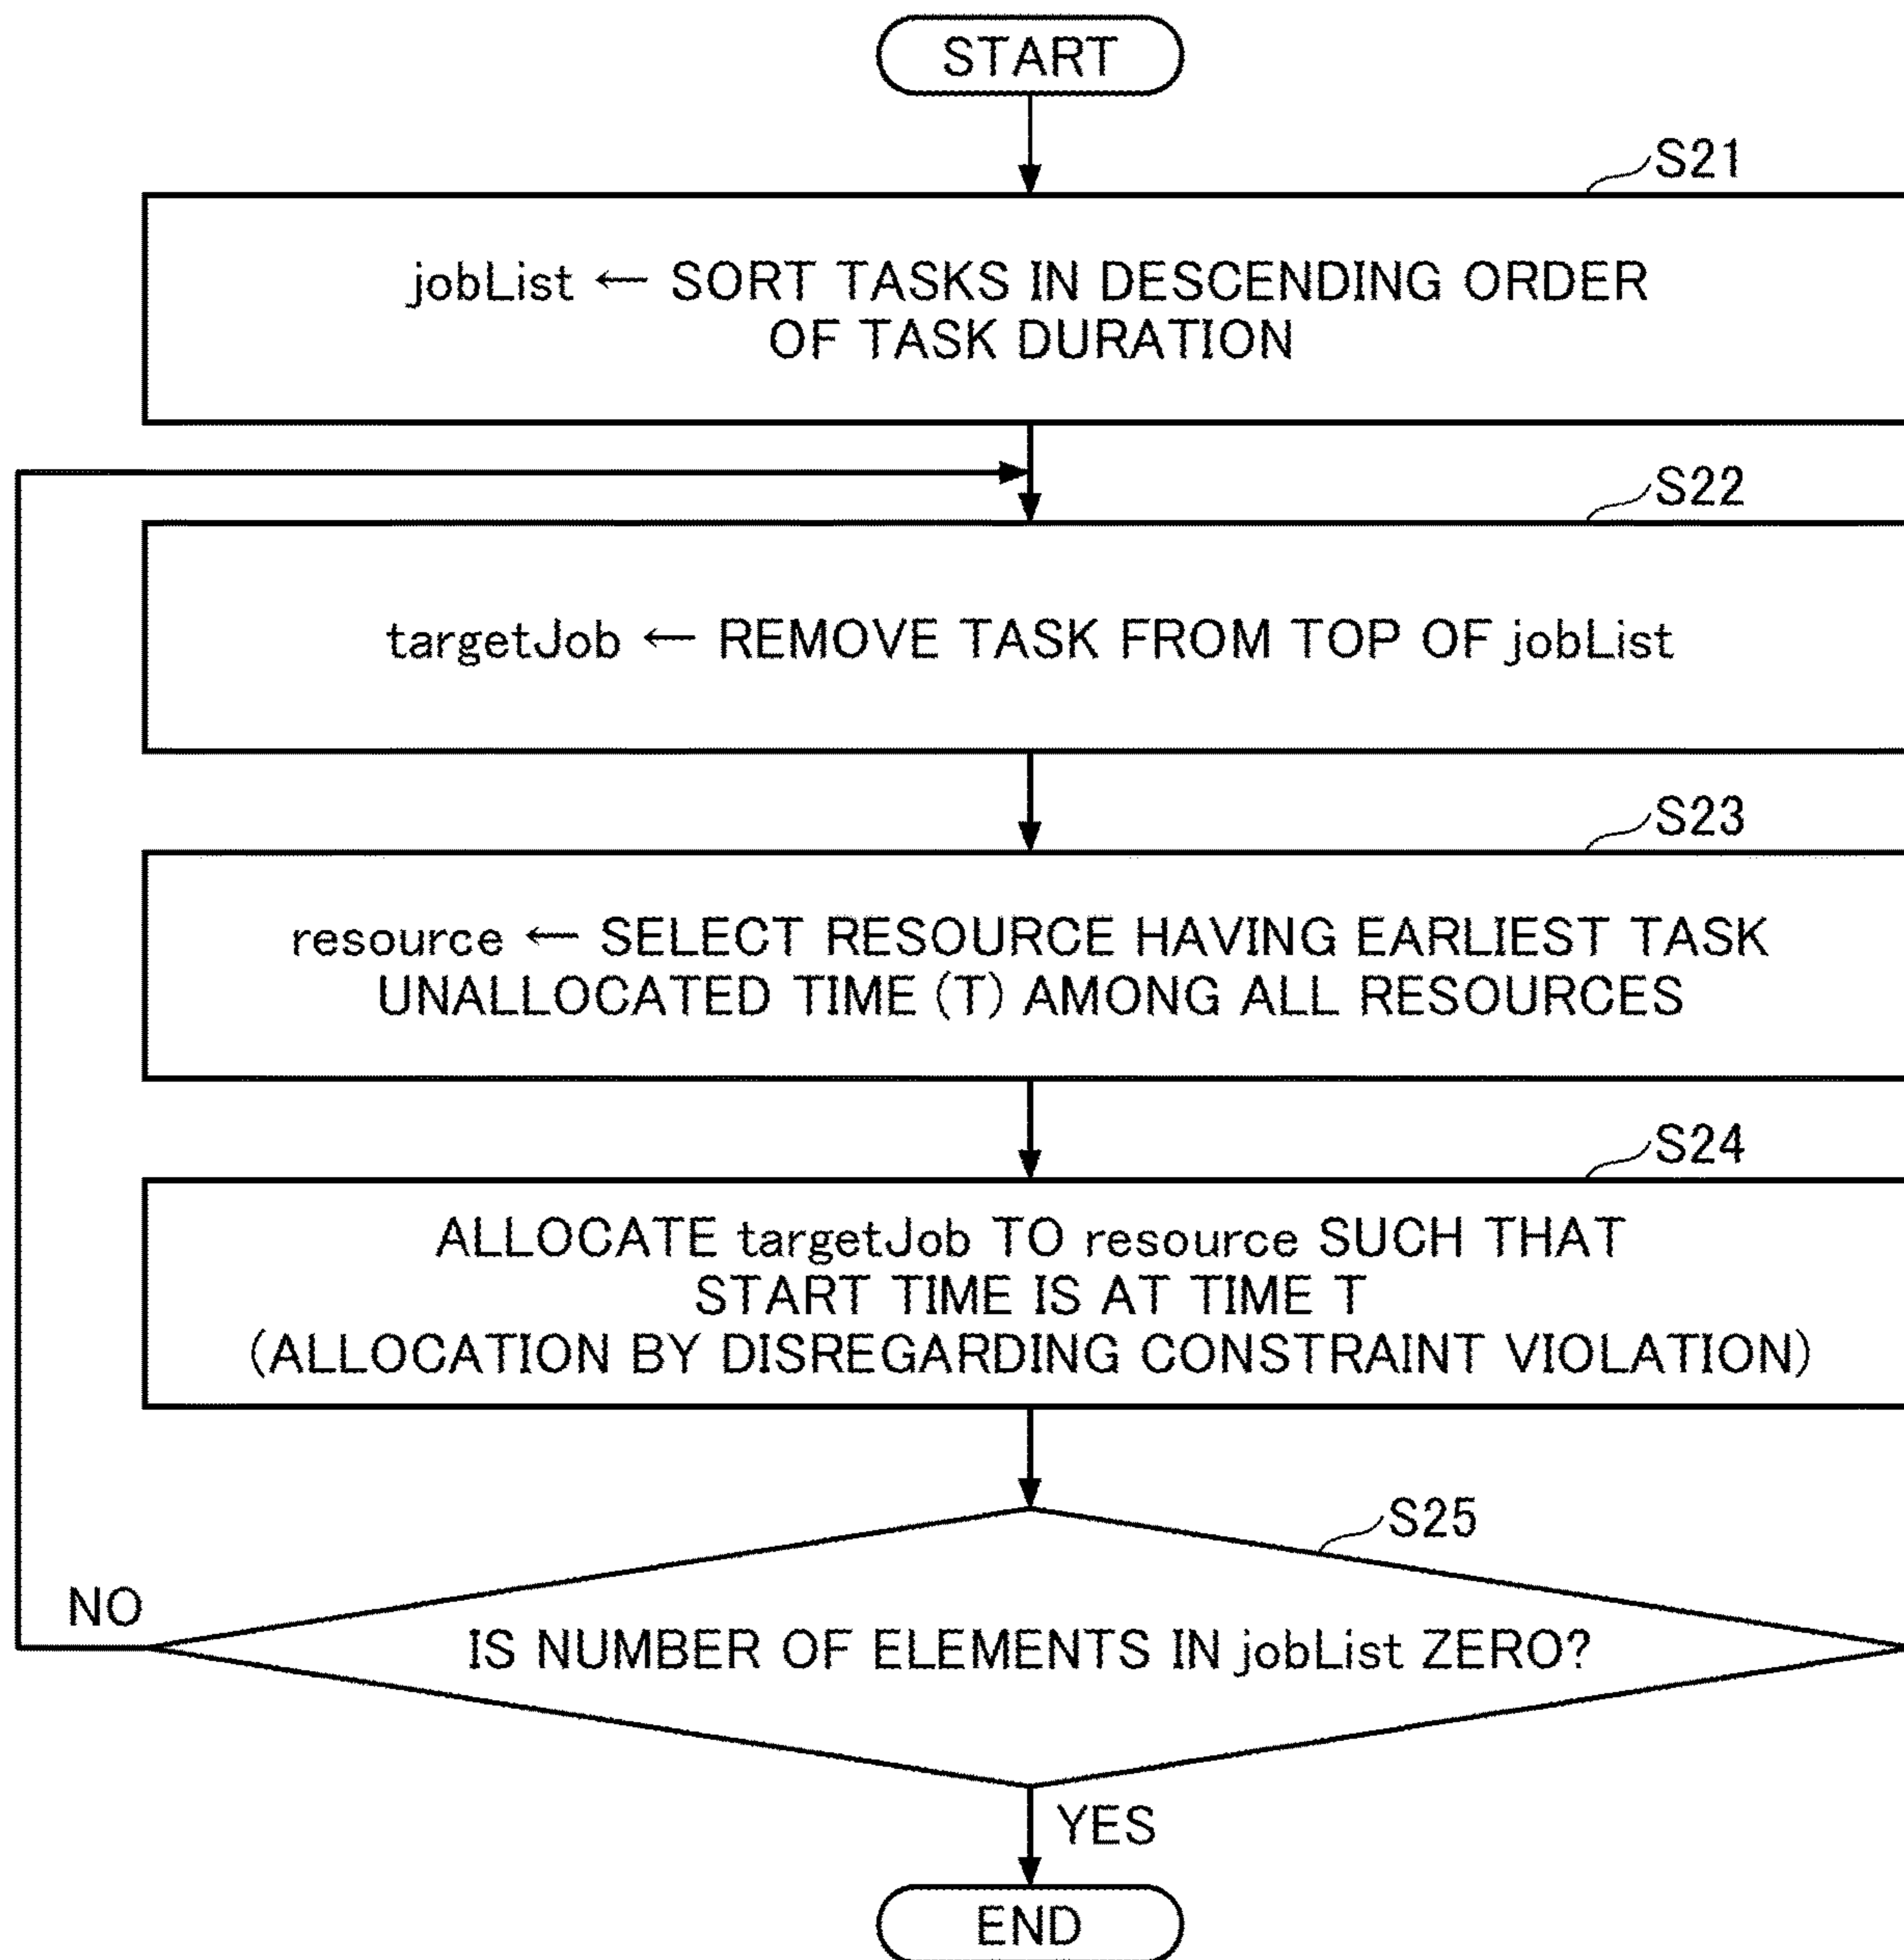 START
S21
jobList ← SORT TASKS IN DESCENDING ORDER
OF TASK DURATION
S22
targetJob ← REMOVE TASK FROM TOP OF jobList
S23
resource ← SELECT RESOURCE HAVING EARLIEST TASK
UNALLOCATED TIME (T) AMONG ALL RESOURCES
S24
ALLOCATE targetJob TO resource SUCH THAT
START TIME IS AT TIME T
(ALLOCATION BY DISREGARDING CONSTRAINT VIOLATION)
S25
NO
IS NUMBER OF ELEMENTS IN jobList ZERO?
YES
END